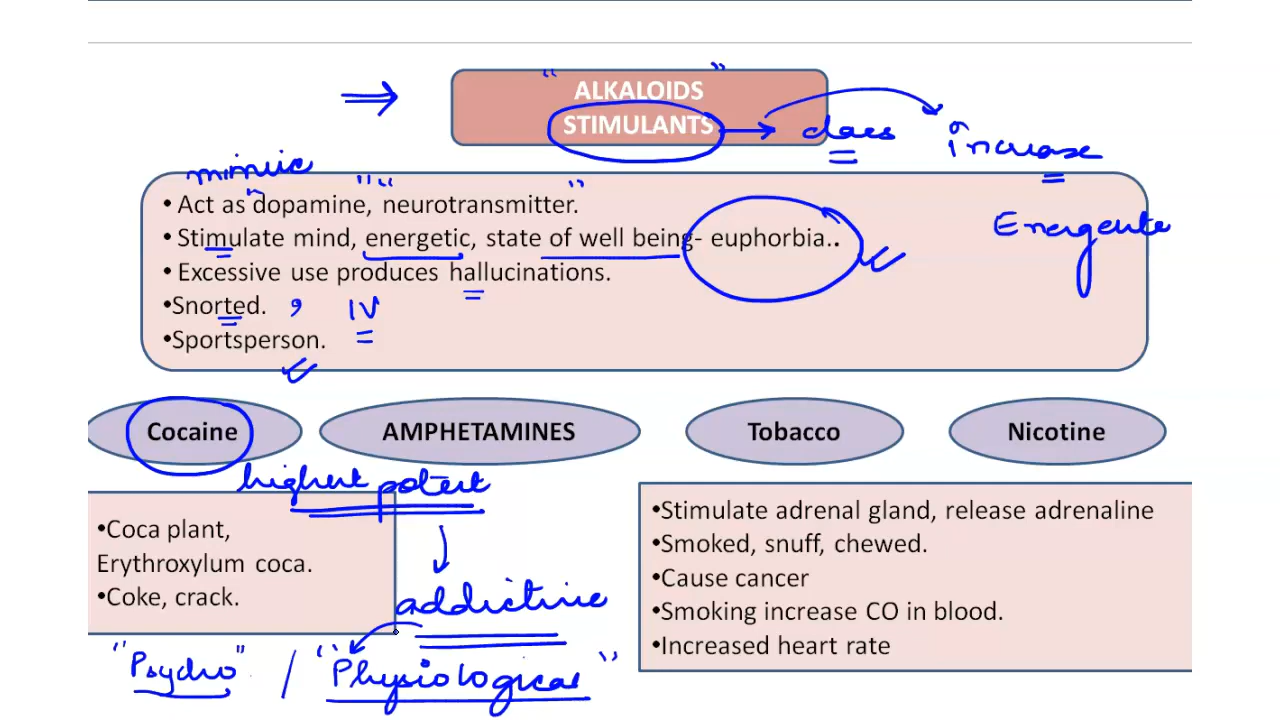 “ ALKALOIDS ”
STIMULANTS → does increase
mimic
• Act as dopamine, neurotransmitter.
• Stimulate mind, energetic, state of well being- euphorbia..
Energente
• Excessive use produces hallucinations.
•Snorted. , IV
•Sportsperson.
Cocaine
AMPHETAMINES
Tobacco
Nicotine
highest potent
•Coca plant,
Erythroxylum coca.
•Coke, crack.
addictive
"Psycho" / "Physiological"
•Stimulate adrenal gland, release adrenaline
•Smoked, snuff, chewed.
•Cause cancer
•Smoking increase CO in blood.
•Increased heart rate